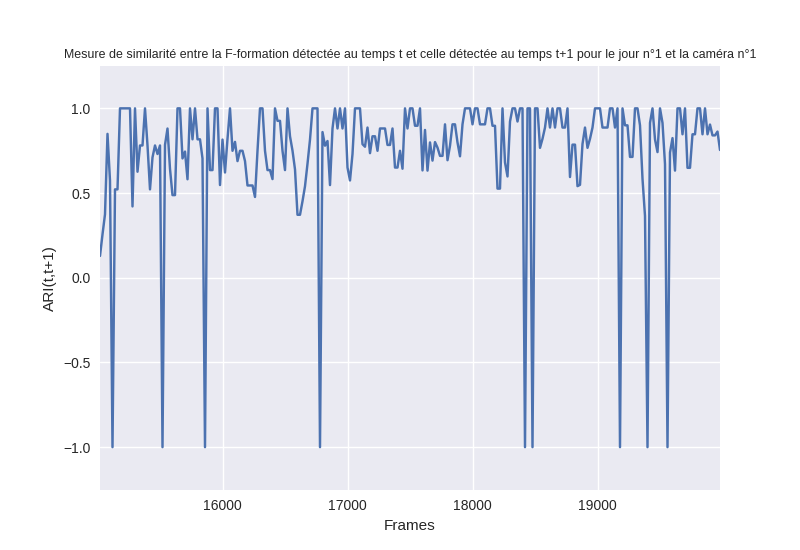 Mesure de similarité entre la F-formation détectée au temps t et celle détectée au temps t+1 pour le jour n°1 et la caméra n°1
1.0
0.5
0.0
−0.5
−1.0
ARI(t,t+1)
16000 17000 18000 19000
Frames